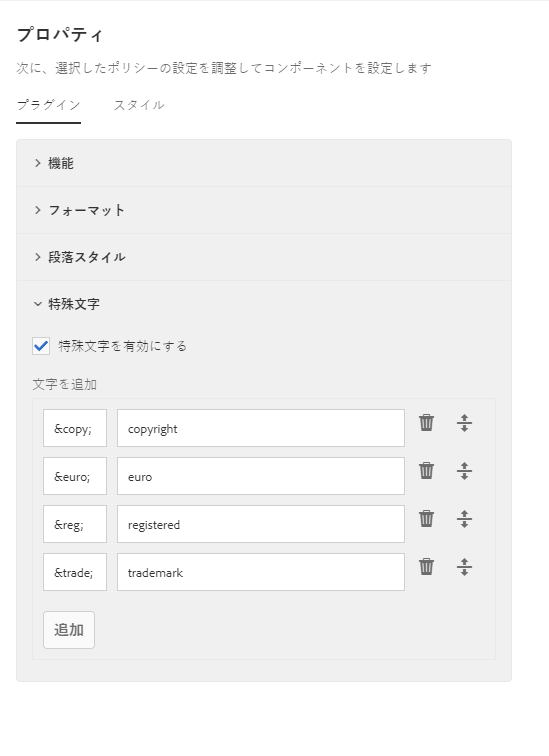 プロパティ
次に、選択したポリシーの設定を調整してコンポーネントを設定します
プラグイン スタイル
機能
フォーマット
段落スタイル
特殊文字
特殊文字を有効にする
文字を追加
&copy; copyright
&euro; euro
&reg; registered
&trade; trademark
追加